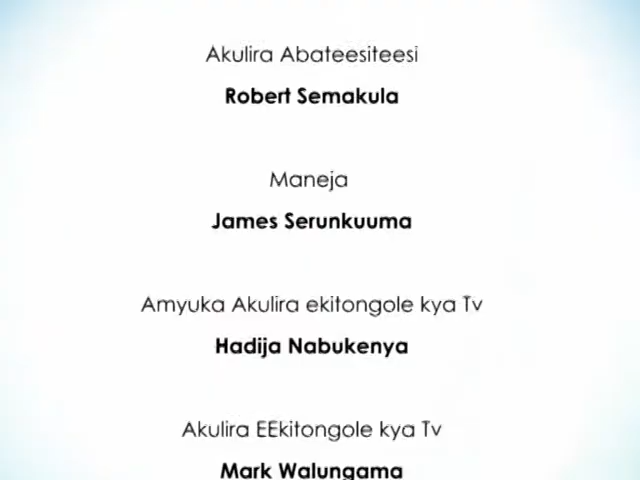 Akulira Abateesiteesi
Robert Semakula
Maneja
James Serunkuuma
Amyuka Akulira ekitongole kya Tv
Hadija Nabukenya
Akulira EEkitongole kya Tv
Mark Walungama